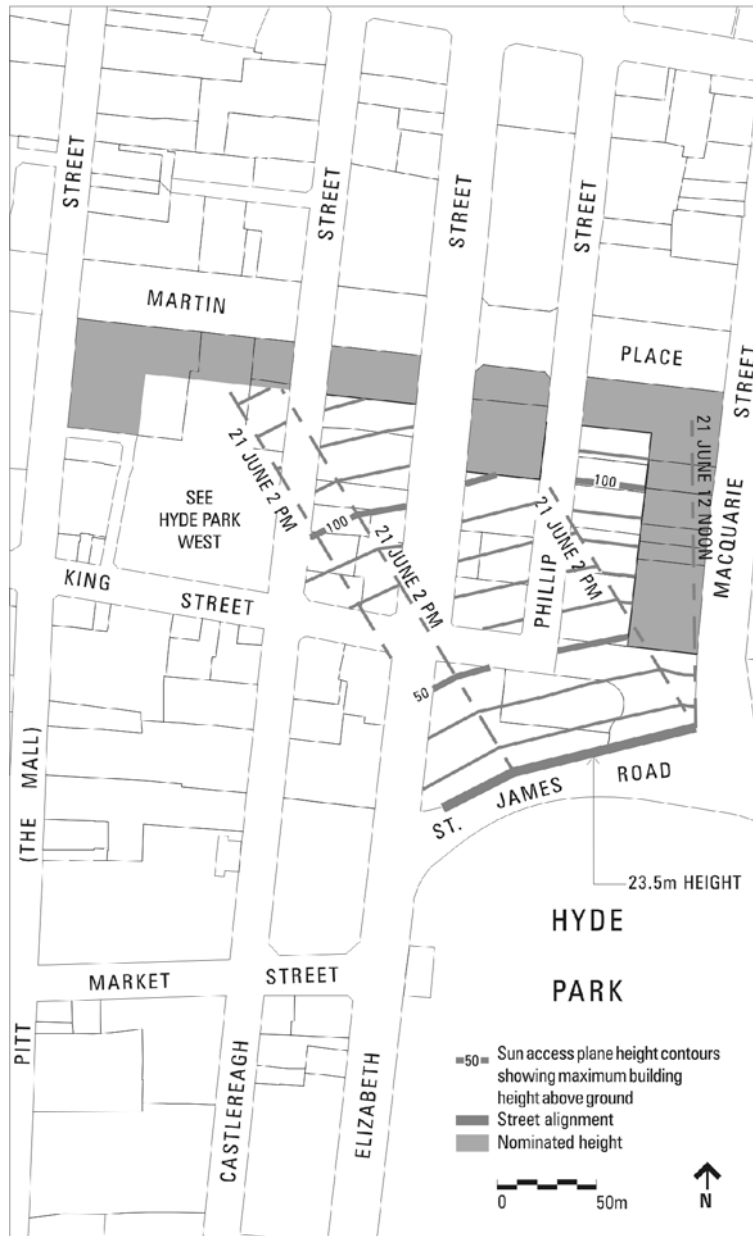 STREET
STREET
STREET
STREET
MARTIN
PLACE
STREET
21 JUNE 12 NOON
MACQUARIE
100
21 JUNE 2 PM
21 JUNE 2 PM
SEE
HYDE PARK
WEST
100
21 JUNE 2 PM
PHILLIP
KING
STREET
50
(THE MALL)
ST. JAMES ROAD
23.5m HEIGHT
HYDE
PARK
MARKET STREET
PITT
CASTLEREAGH
ELIZABETH
50 Sun access plane height contours
showing maximum building
height above ground
Street alignment
Nominated height
0 50m
N